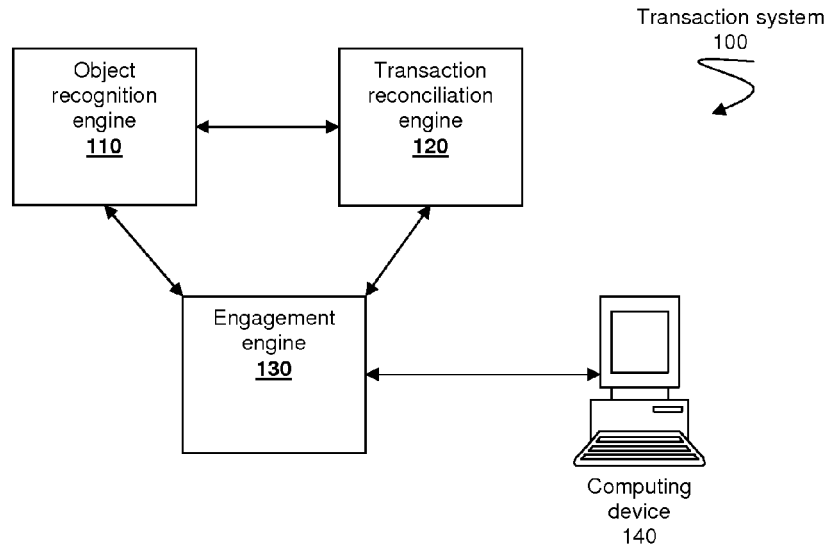 Transaction system
100
Object
recognition
engine
110
Transaction
reconciliation
engine
120
Engagement
engine
130
Computing
device
140